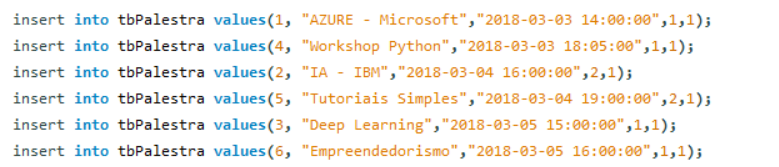 insert into tbPalestra values(1, "AZURE - Microsoft","2018-03-03 14:00:00",1,1);
insert into tbPalestra values(4, "Workshop Python","2018-03-03 18:05:00",1,1);
insert into tbPalestra values(2, "IA - IBM","2018-03-04 16:00:00",2,1);
insert into tbPalestra values(5, "Tutoriais Simples","2018-03-04 19:00:00",2,1);
insert into tbPalestra values(3, "Deep Learning","2018-03-05 15:00:00",1,1);
insert into tbPalestra values(6, "Empreendedorismo","2018-03-05 16:00:00",1,1);